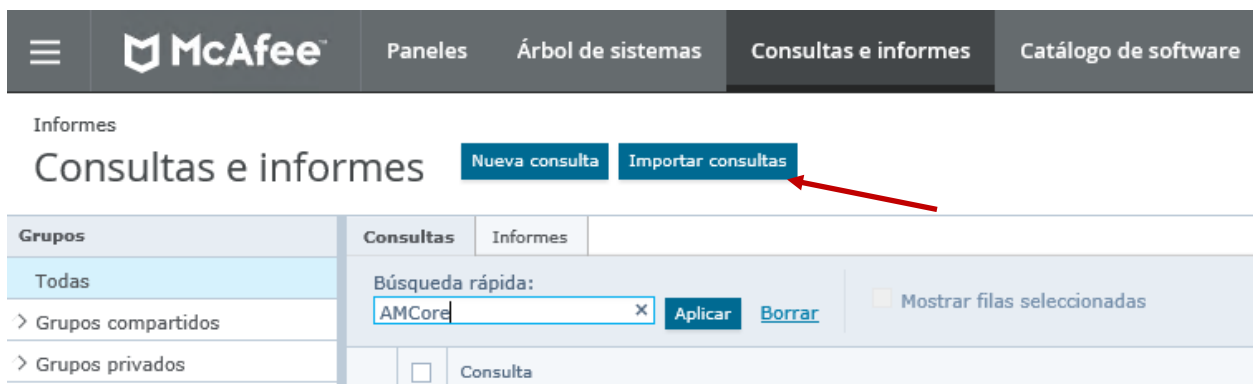 McAfee Paneles Árbol de sistemas Consultas e informes Catálogo de software
Informes
Consultas e informes Nueva consulta Importar consultas
Grupos Consultas Informes
Todas
Búsqueda rápida:
AMCore × Aplicar Borrar Mostrar filas seleccionadas
> Grupos compartidos
> Grupos privados
Consulta